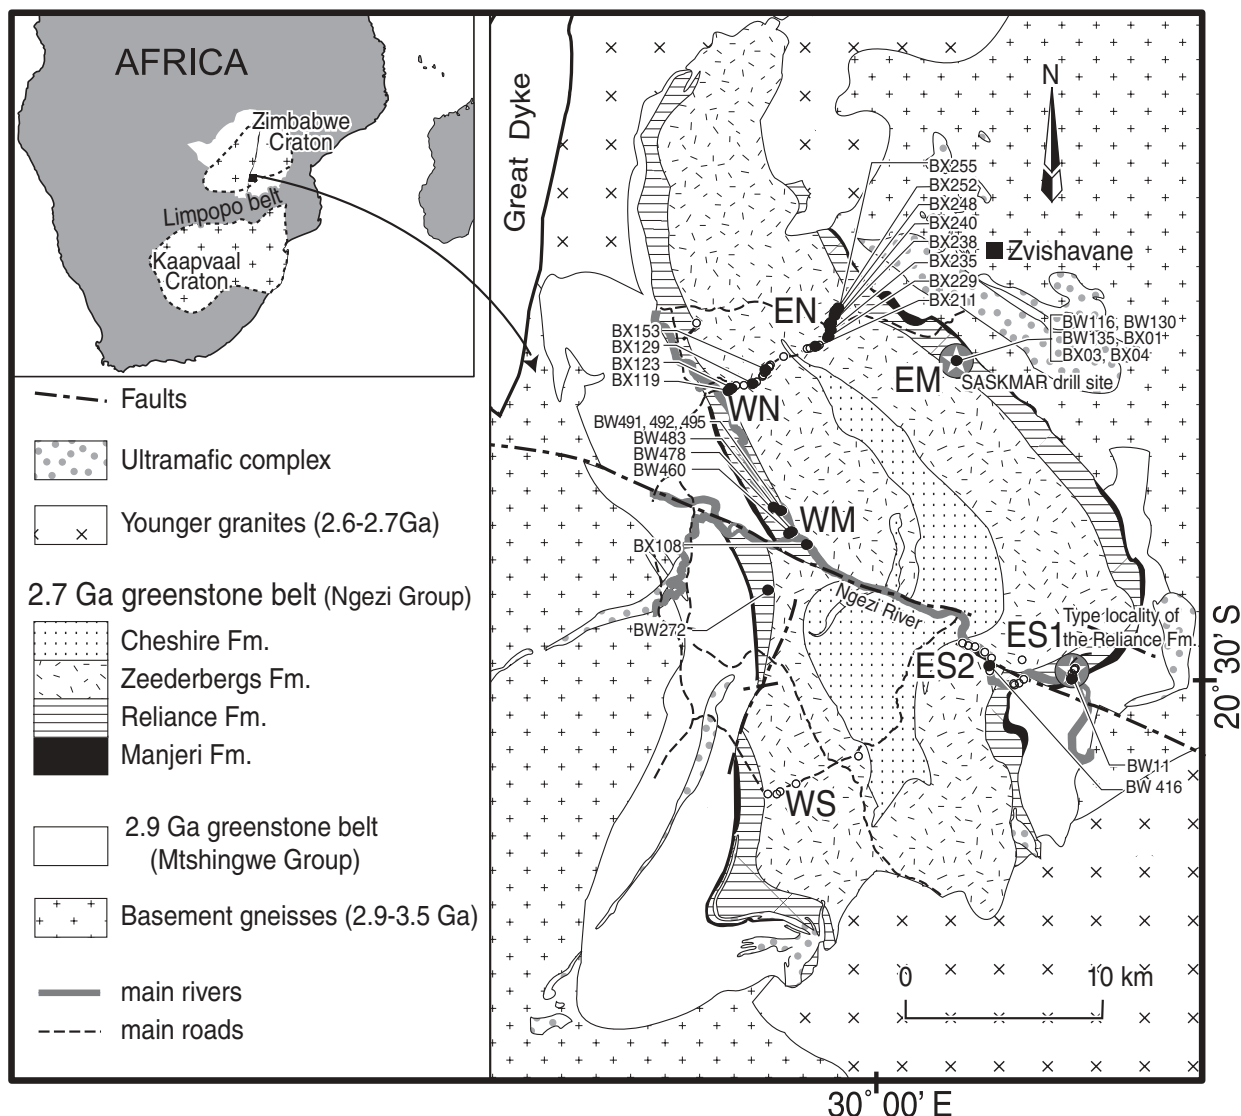 AFRICA
Zimbabwe
Craton
Limpopo belt
Kaapvaal
Craton
Faults
Ultramafic complex
Younger granites (2.6-2.7Ga)
2.7 Ga greenstone belt (Ngezi Group)
Cheshire Fm.
Zeederbergs Fm.
Reliance Fm.
Manjeri Fm.
2.9 Ga greenstone belt
(Mtshingwe Group)
Basement gneisses (2.9-3.5 Ga)
main rivers
main roads
Great Dyke
N
BX255
BX252
BX248
BX240
BX238
BX235
BX229
BX211
Zvishavane
EN
BW116, BW130
BW135, BX01
BX03, BX04
EM
SASKMAR drill site
BX153
BX129
BX123
BX119
WN
BW491, 492, 495
BW483
BW478
BW460
WM
BX108
Ngezi River
BW272
ES1
Type locality of
the Reliance Fm.
ES2
BW11
BW 416
WS
0
10 km
20° 30' S
30° 00' E